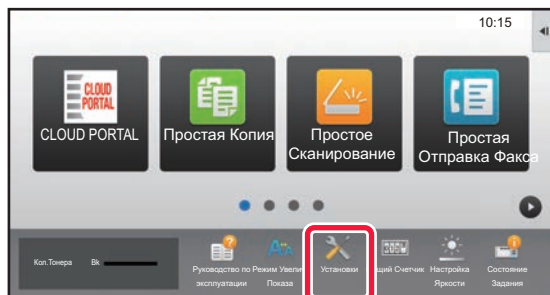 10:15
CLOUD PORTAL
CLOUD PORTAL
Простая Копия
Простое
Сканирование
Простая
Отправка Факса
Кол.Тонера Bk
Руководство по
эксплуатации
Режим Увелич
Показа
Установки
щий Счетчик
Настройка
Яркости
Состояние
Задания